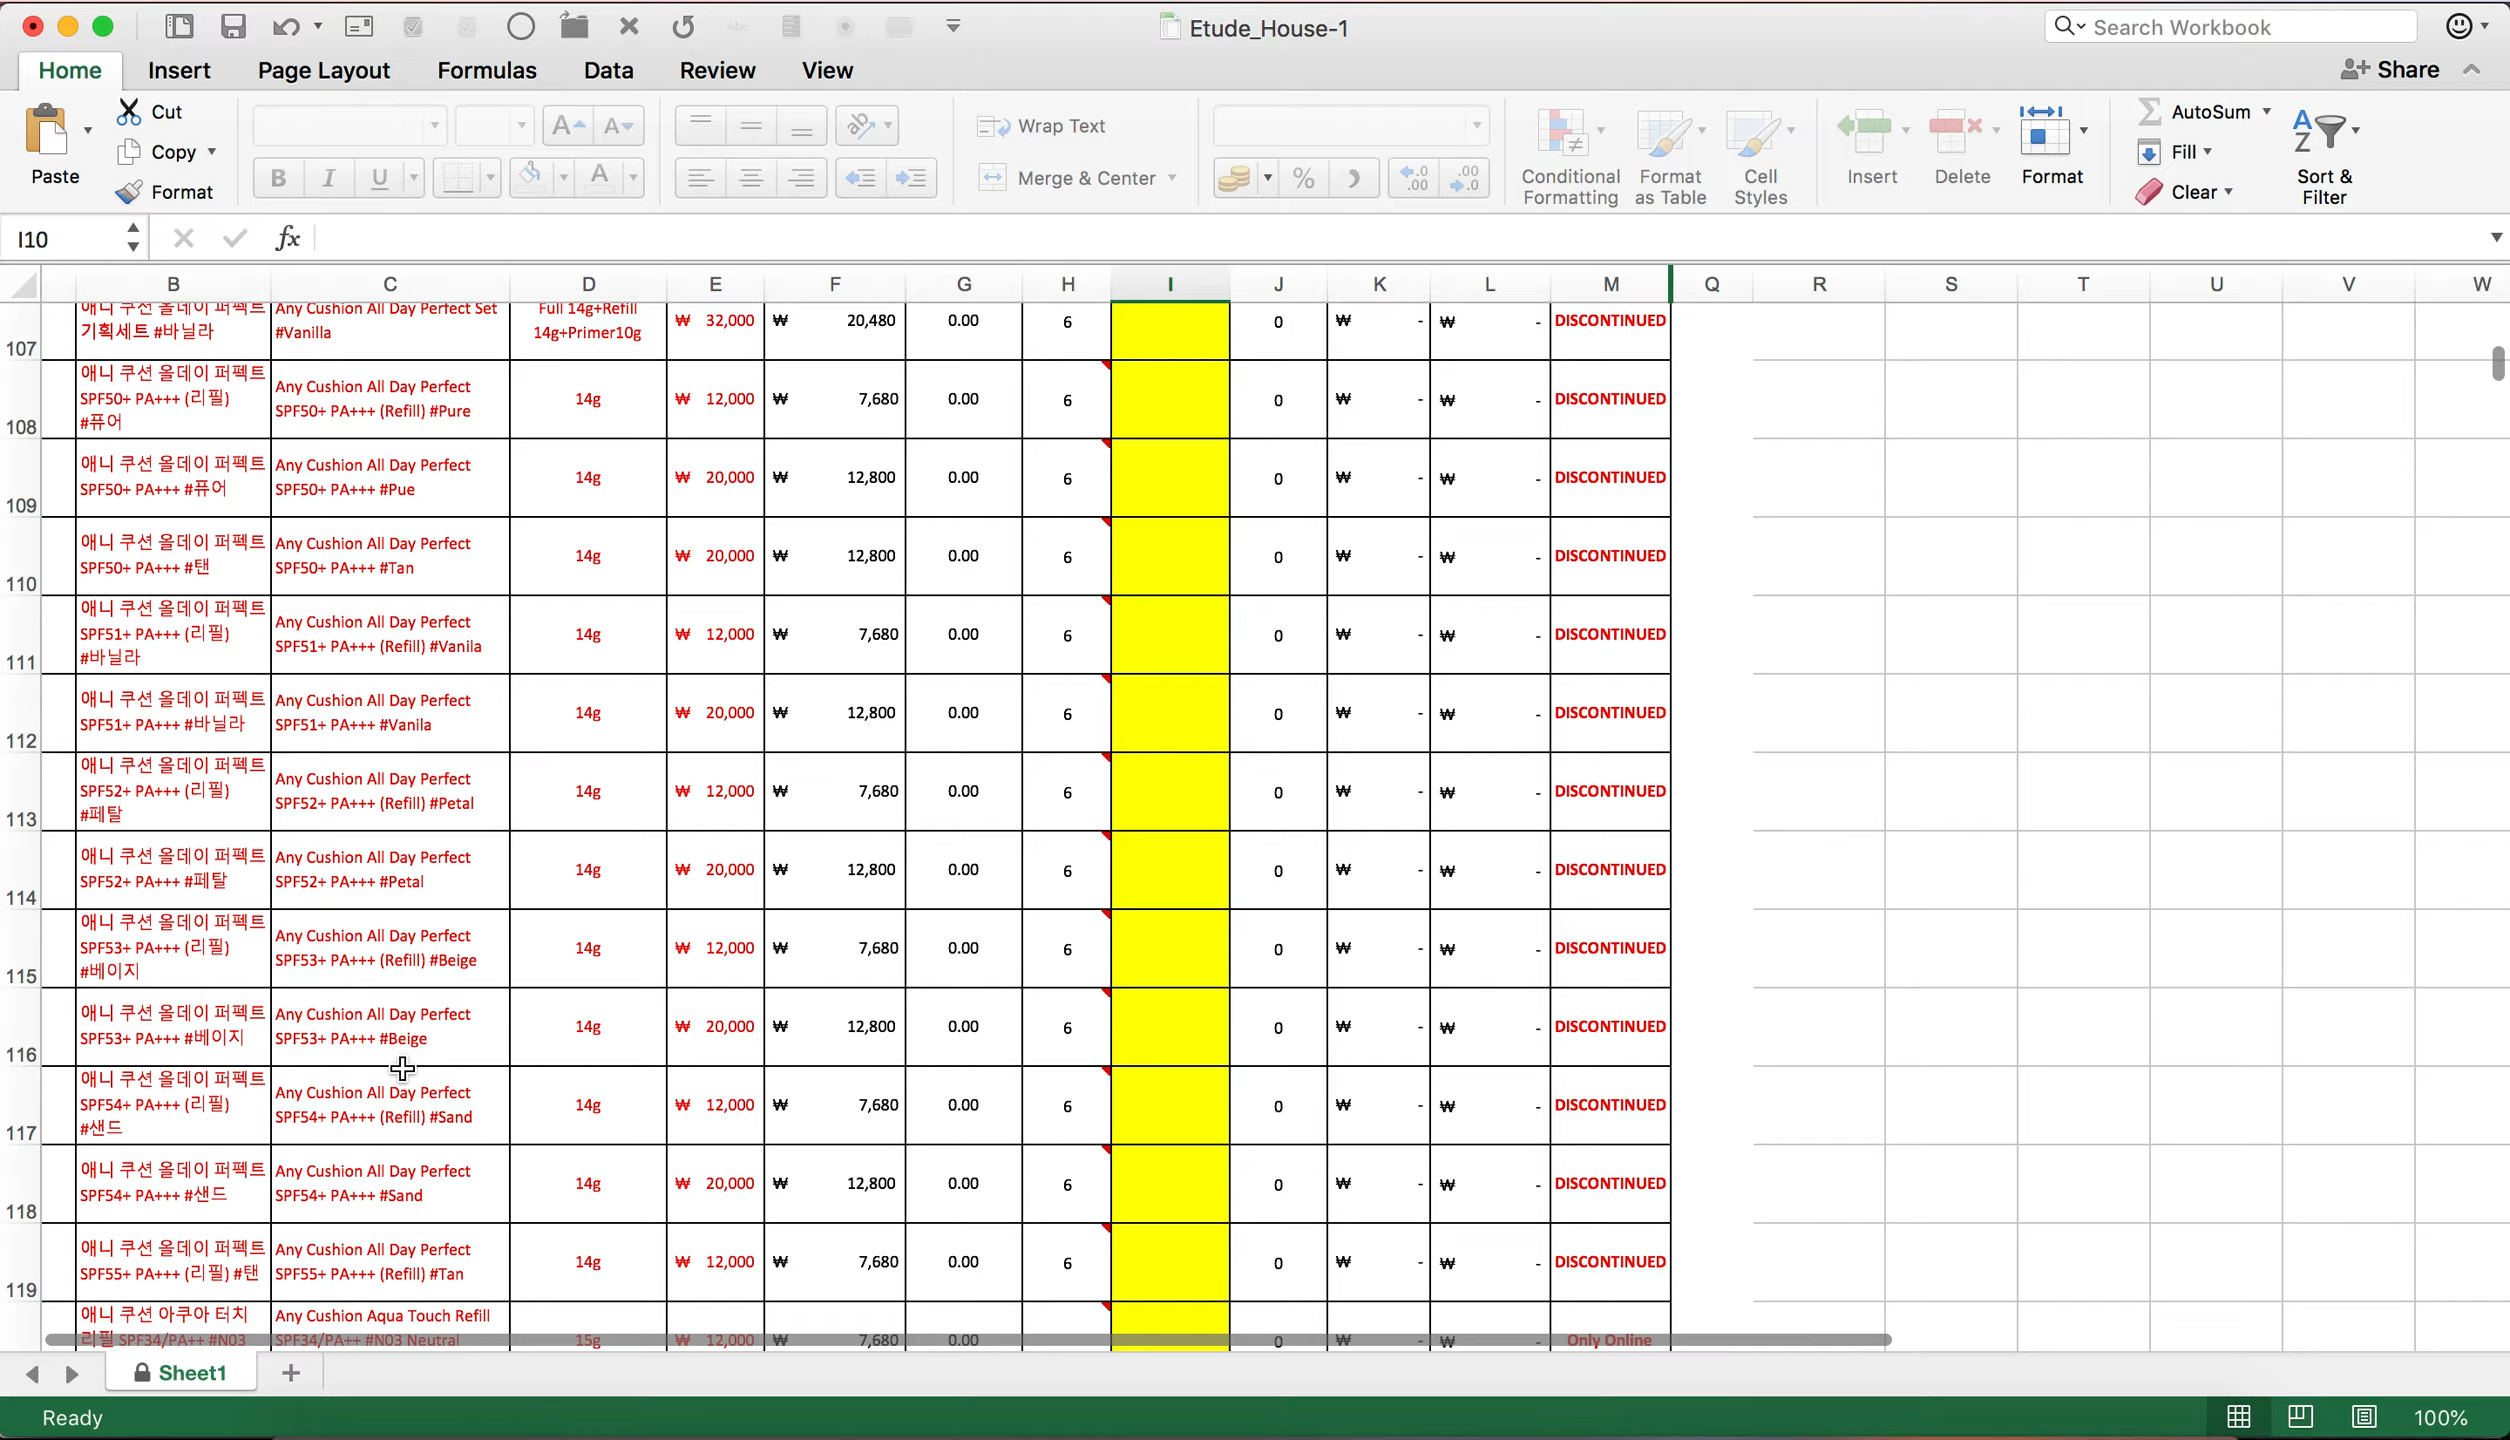 Etude_House-1
Search Workbook
Home Insert Page Layout Formulas Data Review View
Share
Paste
Cut
Copy
Format
Wrap Text
Merge & Center
Conditional Formatting
Format as Table
Cell Styles
Insert
Delete
Format
AutoSum
Fill
Clear
Sort & Filter
I10
fx
B C D E F G H I J K L M Q R S T U V W
107 애니 쿠션 올데이 퍼펙트 기획세트 #바닐라 Any Cushion All Day Perfect Set #Vanilla Full 14g+Refill 14g+Primer10g ₩ 32,000 ₩ 20,480 0.00 6 0 ₩ - ₩ - DISCONTINUED
108 애니 쿠션 올데이 퍼펙트 SPF50+ PA+++ (리필) #퓨어 Any Cushion All Day Perfect SPF50+ PA+++ (Refill) #Pure 14g ₩ 12,000 ₩ 7,680 0.00 6 0 ₩ - ₩ - DISCONTINUED
109 애니 쿠션 올데이 퍼펙트 SPF50+ PA+++ #퓨어 Any Cushion All Day Perfect SPF50+ PA+++ #Pue 14g ₩ 20,000 ₩ 12,800 0.00 6 0 ₩ - ₩ - DISCONTINUED
110 애니 쿠션 올데이 퍼펙트 SPF50+ PA+++ #탠 Any Cushion All Day Perfect SPF50+ PA+++ #Tan 14g ₩ 20,000 ₩ 12,800 0.00 6 0 ₩ - ₩ - DISCONTINUED
111 애니 쿠션 올데이 퍼펙트 SPF51+ PA+++ (리필) #바닐라 Any Cushion All Day Perfect SPF51+ PA+++ (Refill) #Vanila 14g ₩ 12,000 ₩ 7,680 0.00 6 0 ₩ - ₩ - DISCONTINUED
112 애니 쿠션 올데이 퍼펙트 SPF51+ PA+++ #바닐라 Any Cushion All Day Perfect SPF51+ PA+++ #Vanila 14g ₩ 20,000 ₩ 12,800 0.00 6 0 ₩ - ₩ - DISCONTINUED
113 애니 쿠션 올데이 퍼펙트 SPF52+ PA+++ (리필) #페탈 Any Cushion All Day Perfect SPF52+ PA+++ (Refill) #Petal 14g ₩ 12,000 ₩ 7,680 0.00 6 0 ₩ - ₩ - DISCONTINUED
114 애니 쿠션 올데이 퍼펙트 SPF52+ PA+++ #페탈 Any Cushion All Day Perfect SPF52+ PA+++ #Petal 14g ₩ 20,000 ₩ 12,800 0.00 6 0 ₩ - ₩ - DISCONTINUED
115 애니 쿠션 올데이 퍼펙트 SPF53+ PA+++ (리필) #베이지 Any Cushion All Day Perfect SPF53+ PA+++ (Refill) #Beige 14g ₩ 12,000 ₩ 7,680 0.00 6 0 ₩ - ₩ - DISCONTINUED
116 애니 쿠션 올데이 퍼펙트 SPF53+ PA+++ #베이지 Any Cushion All Day Perfect SPF53+ PA+++ #Beige 14g ₩ 20,000 ₩ 12,800 0.00 6 0 ₩ - ₩ - DISCONTINUED
117 애니 쿠션 올데이 퍼펙트 SPF54+ PA+++ (리필) #샌드 Any Cushion All Day Perfect SPF54+ PA+++ (Refill) #Sand 14g ₩ 12,000 ₩ 7,680 0.00 6 0 ₩ - ₩ - DISCONTINUED
118 애니 쿠션 올데이 퍼펙트 SPF54+ PA+++ #샌드 Any Cushion All Day Perfect SPF54+ PA+++ #Sand 14g ₩ 20,000 ₩ 12,800 0.00 6 0 ₩ - ₩ - DISCONTINUED
119 애니 쿠션 올데이 퍼펙트 SPF55+ PA+++ (리필) #탠 Any Cushion All Day Perfect SPF55+ PA+++ (Refill) #Tan 14g ₩ 12,000 ₩ 7,680 0.00 6 0 ₩ - ₩ - DISCONTINUED
애니 쿠션 아쿠아 터치 리필 SPF34/PA++ #N03 Any Cushion Aqua Touch Refill SPF34/PA++ #N03 Neutral 15g ₩ 12,000 ₩ 7,680 0.00 0 ₩ - ₩ - Only Online
Sheet1
Ready
100%